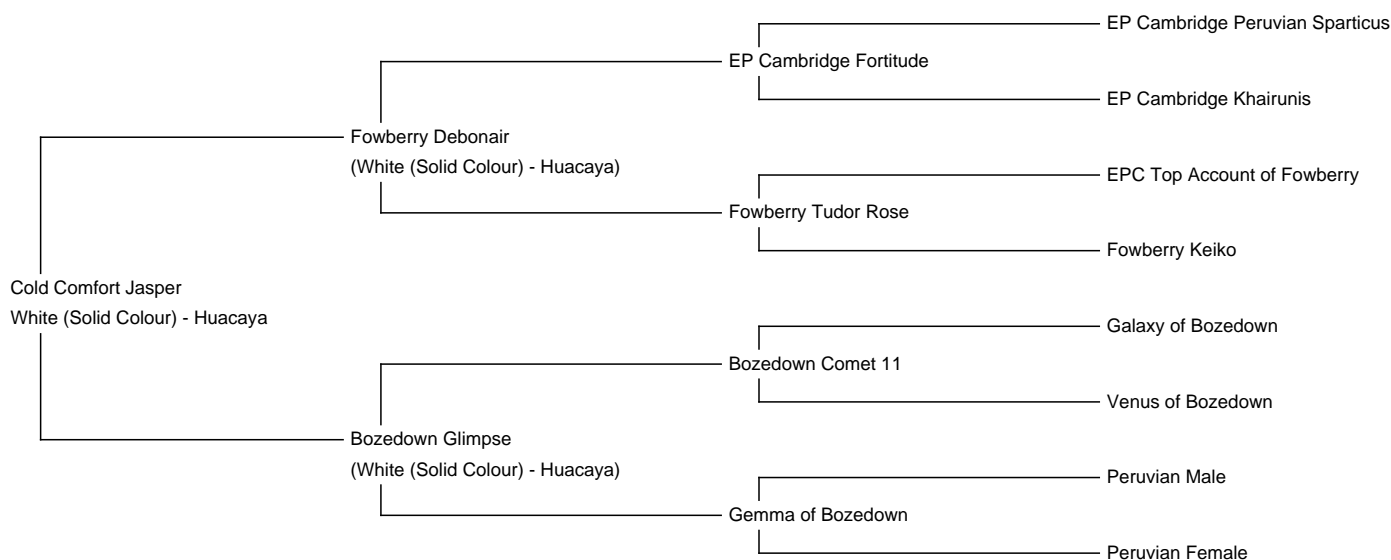 EP Cambridge Peruvian Sparticus
EP Cambridge Fortitude
EP Cambridge Khairunis
Fowberry Debonair
(White (Solid Colour) - Huacaya)
EPC Top Account of Fowberry
Fowberry Tudor Rose
Fowberry Keiko
Cold Comfort Jasper
White (Solid Colour) - Huacaya
Galaxy of Bozedown
Bozedown Comet 11
Venus of Bozedown
Bozedown Glimpse
(White (Solid Colour) - Huacaya)
Peruvian Male
Gemma of Bozedown
Peruvian Female